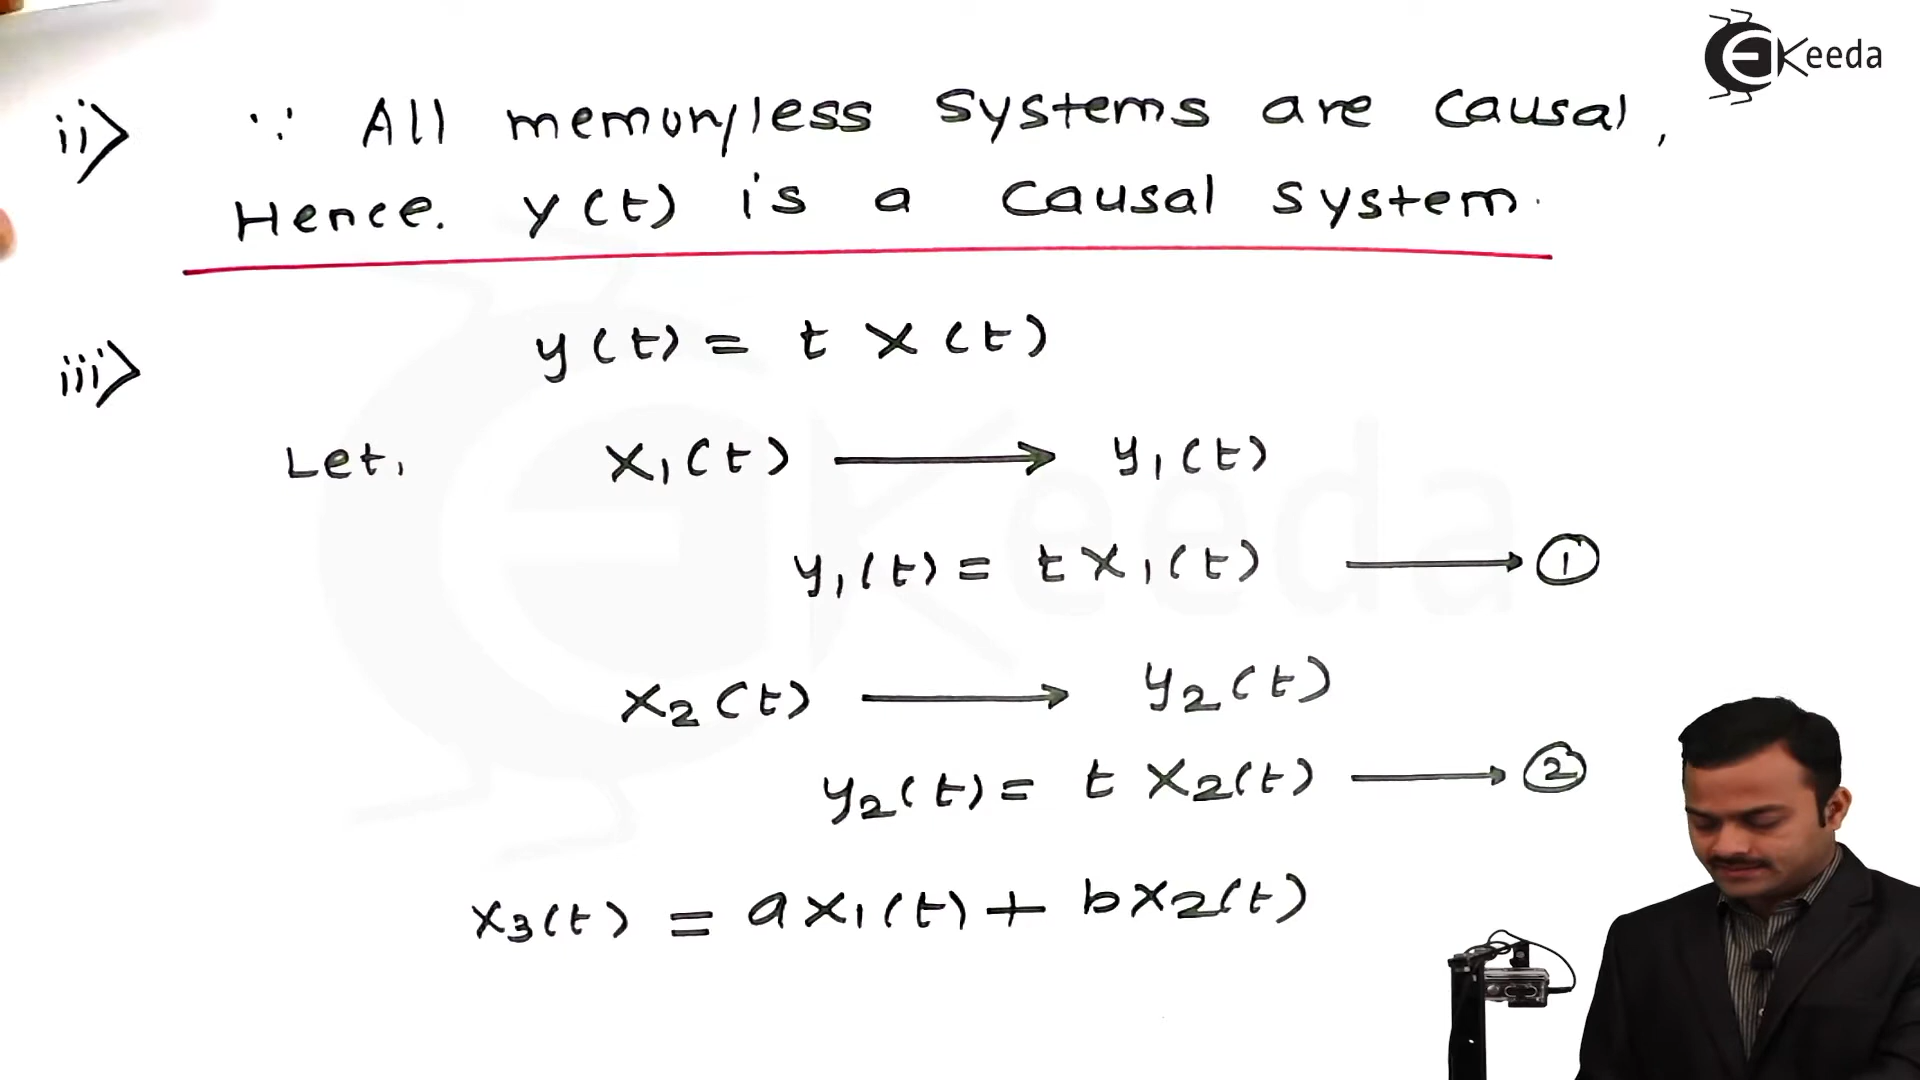 EKeeda
ii) ∵ All memoryless systems are causal,
Hence. y(t) is a causal system.
iii) y(t) = t x(t)
Let, x₁(t) ⟶ y₁(t)
y₁(t) = t x₁(t) ⟶ ①
x₂(t) ⟶ y₂(t)
y₂(t) = t x₂(t) ⟶ ②
x₃(t) = a x₁(t) + b x₂(t)